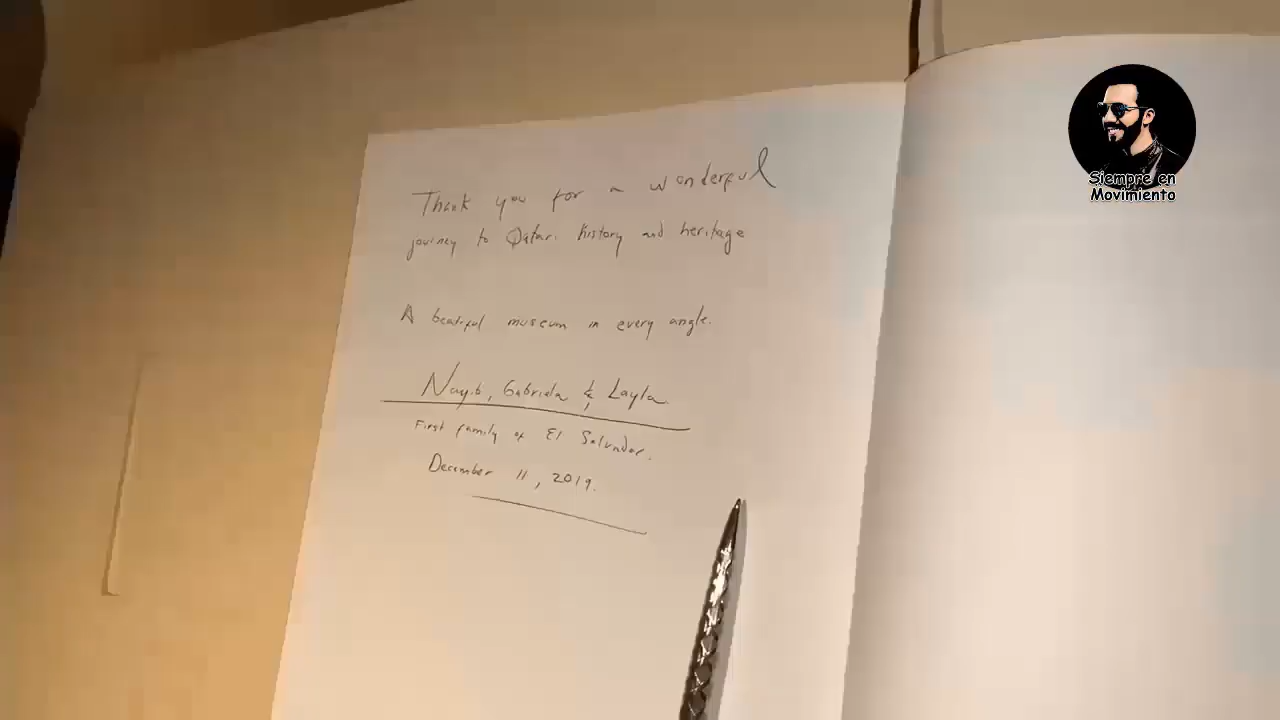 Thank you for a wonderful
journey to Qatari history and heritage
A beatiful museum in every angle.
Nayib, Gabriela & Layla.
First family of El Salvador.
December 11, 2019.
Siempre en
Movimiento